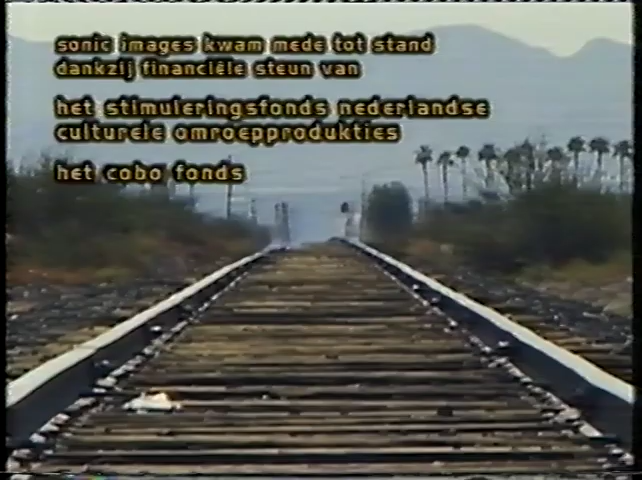 sonic images kwam mede tot stand
dankzij financiële steun van
het stimuleringsfonds nederlandse
culturele omroepprodukties
het cobo fonds